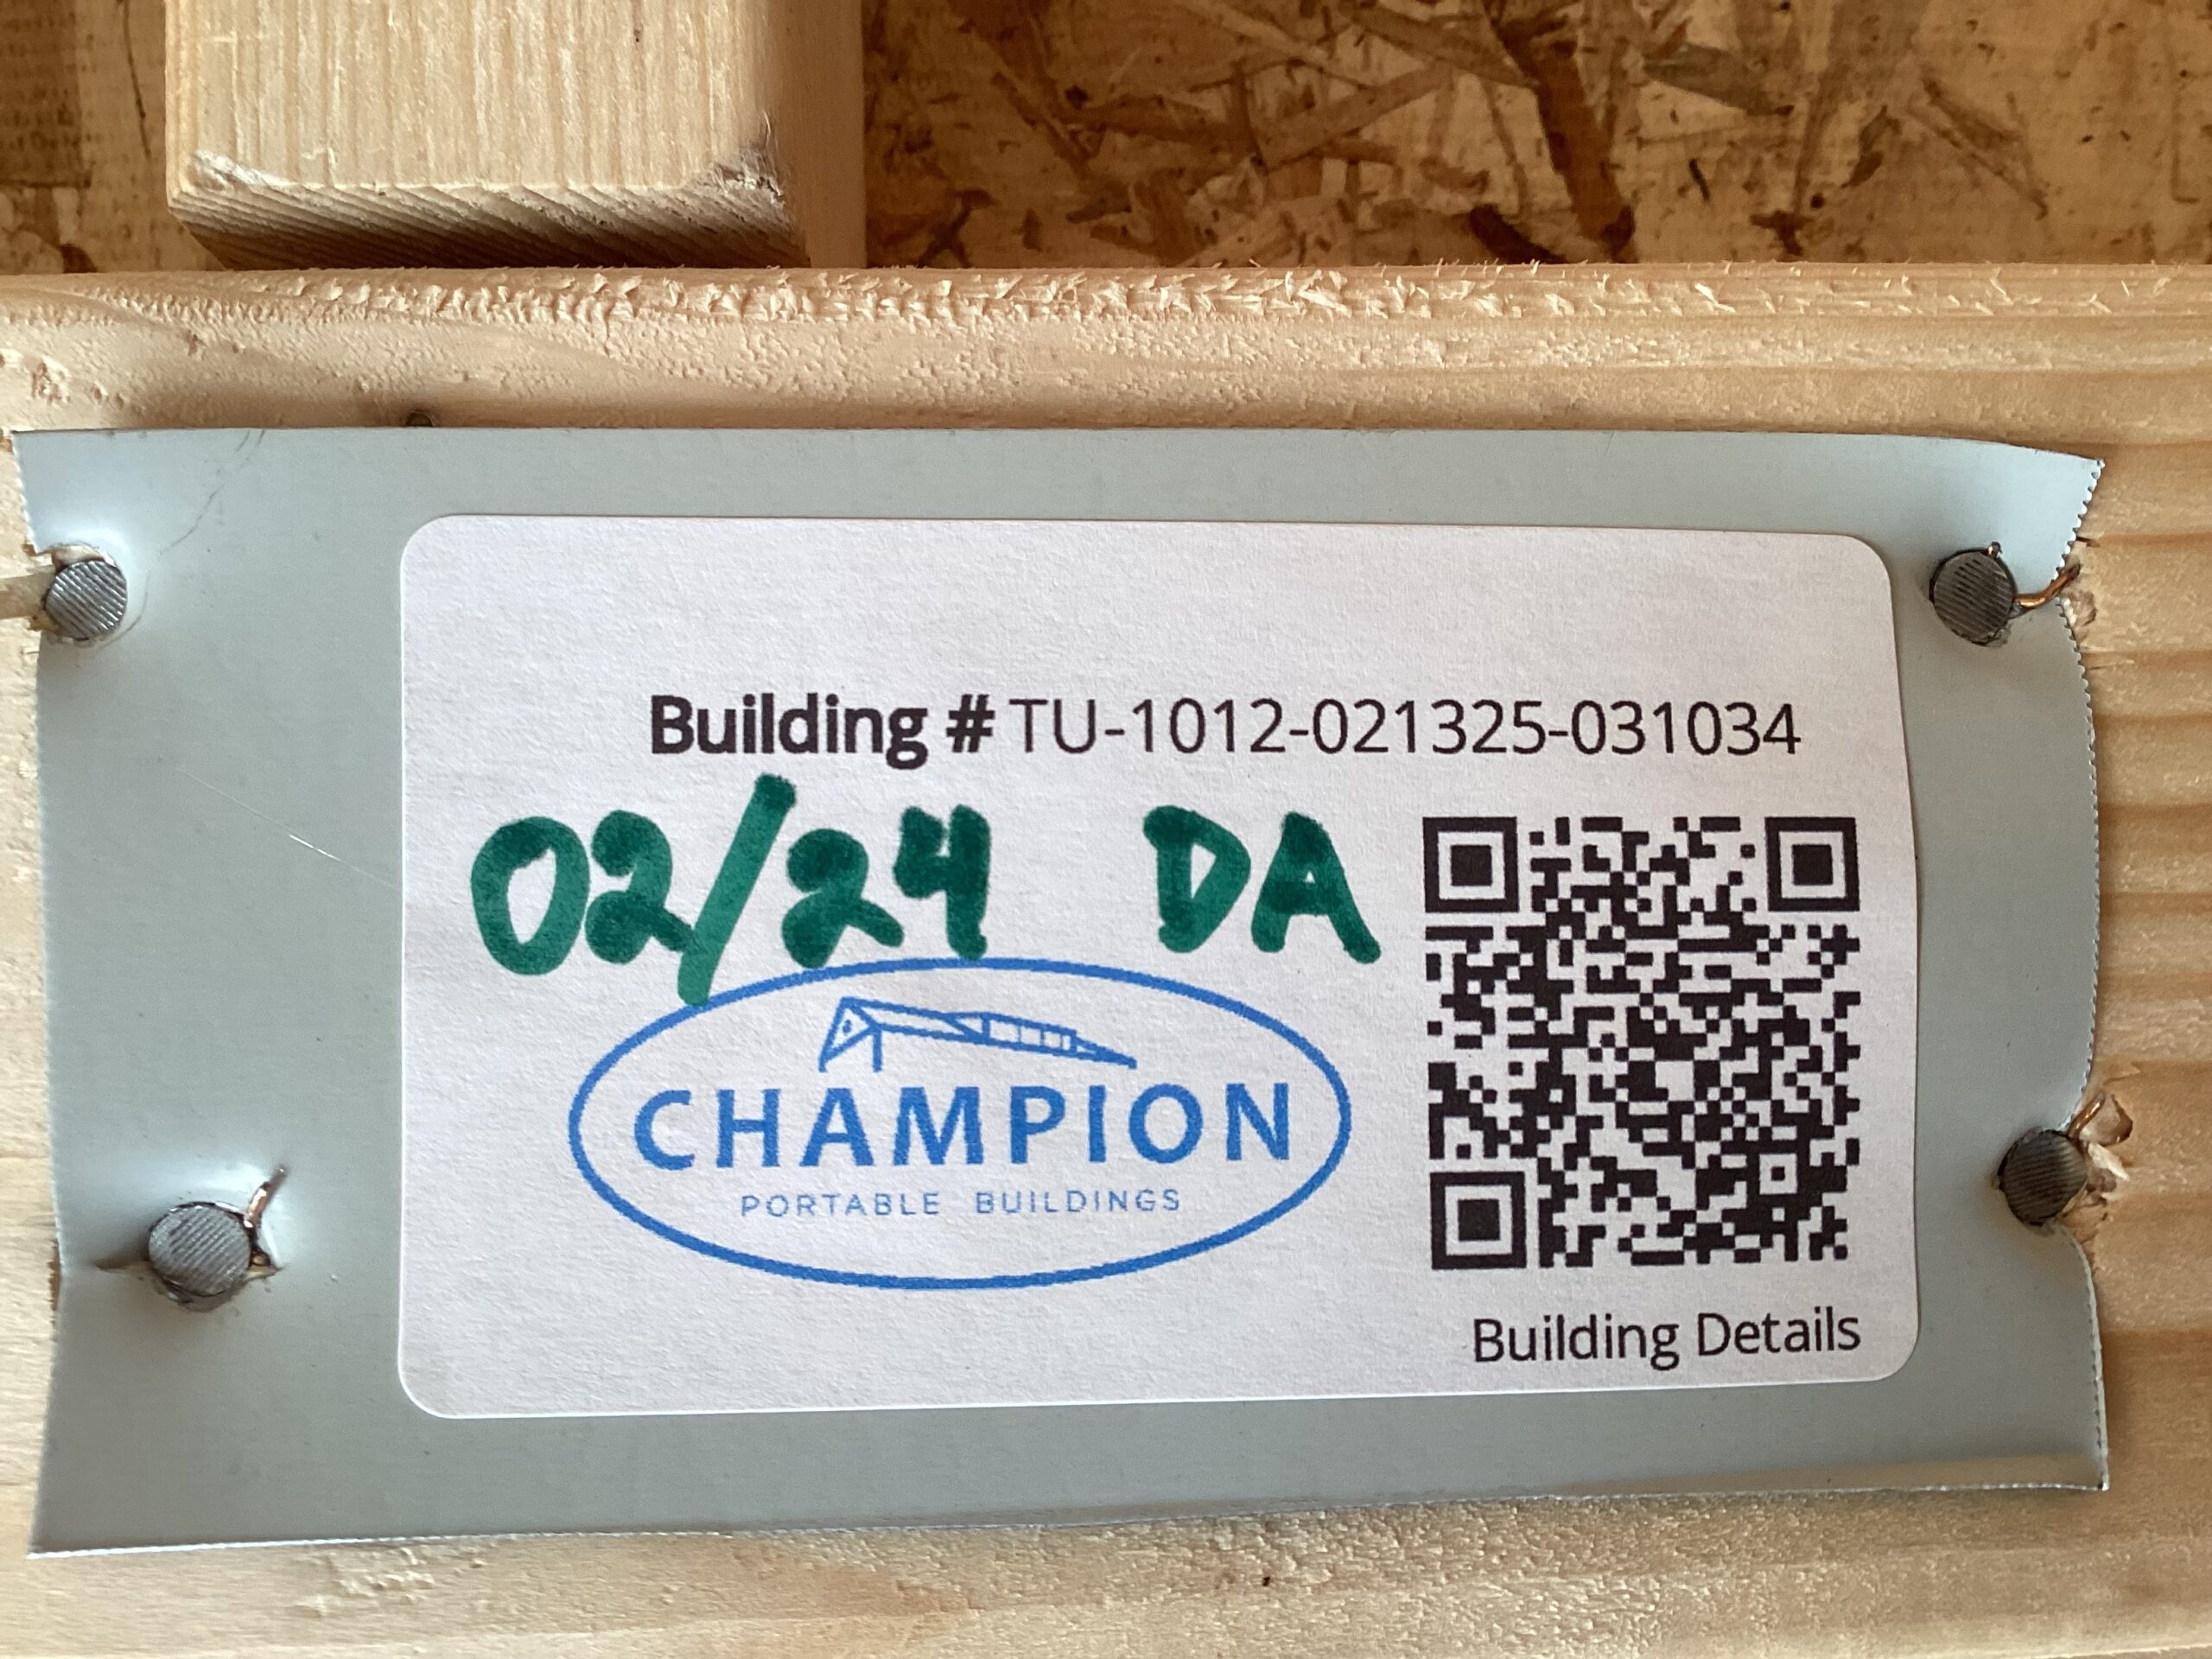 Building # TU-1012-021325-031034
02/24 DA
CHAMPION
PORTABLE BUILDINGS
Building Details